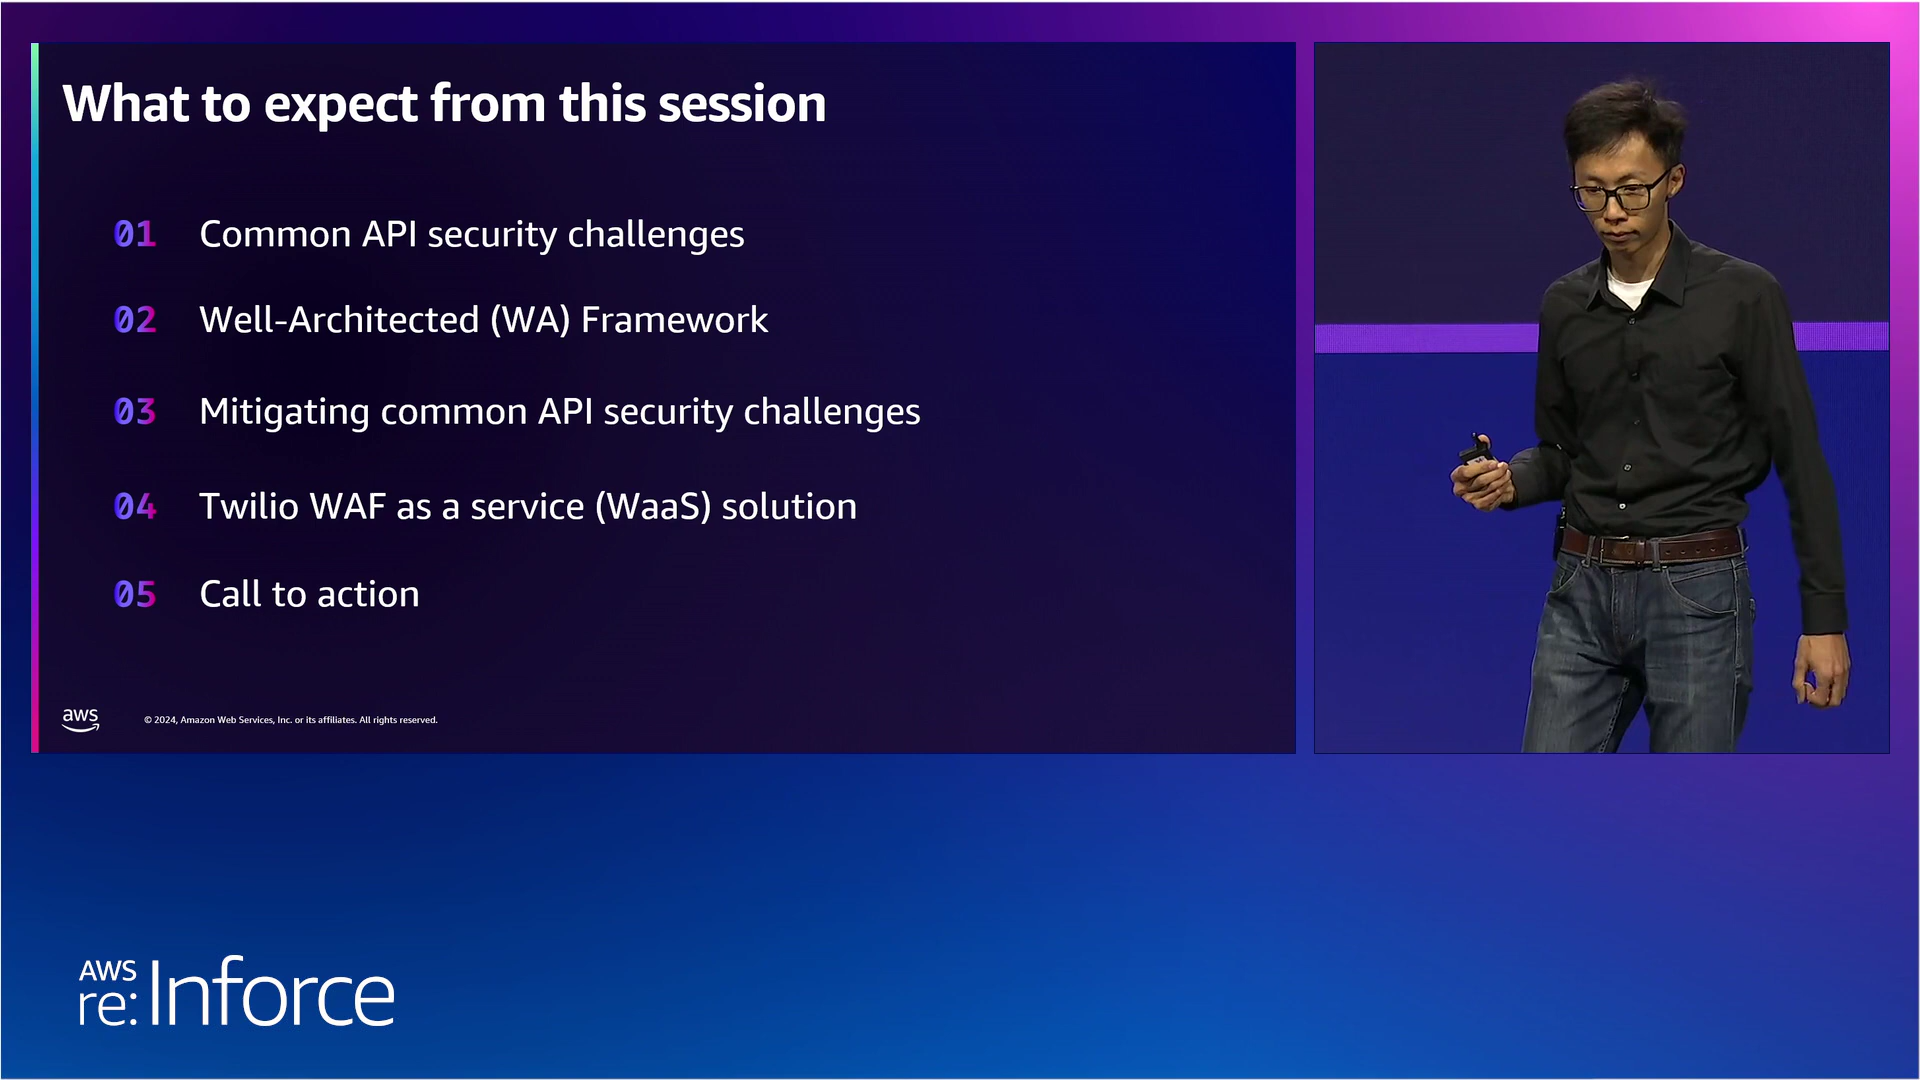 What to expect from this session
01 Common API security challenges
02 Well-Architected (WA) Framework
03 Mitigating common API security challenges
04 Twilio WAF as a service (WaaS) solution
05 Call to action
aws
© 2024, Amazon Web Services, Inc. or its affiliates. All rights reserved.
AWS
re:Inforce